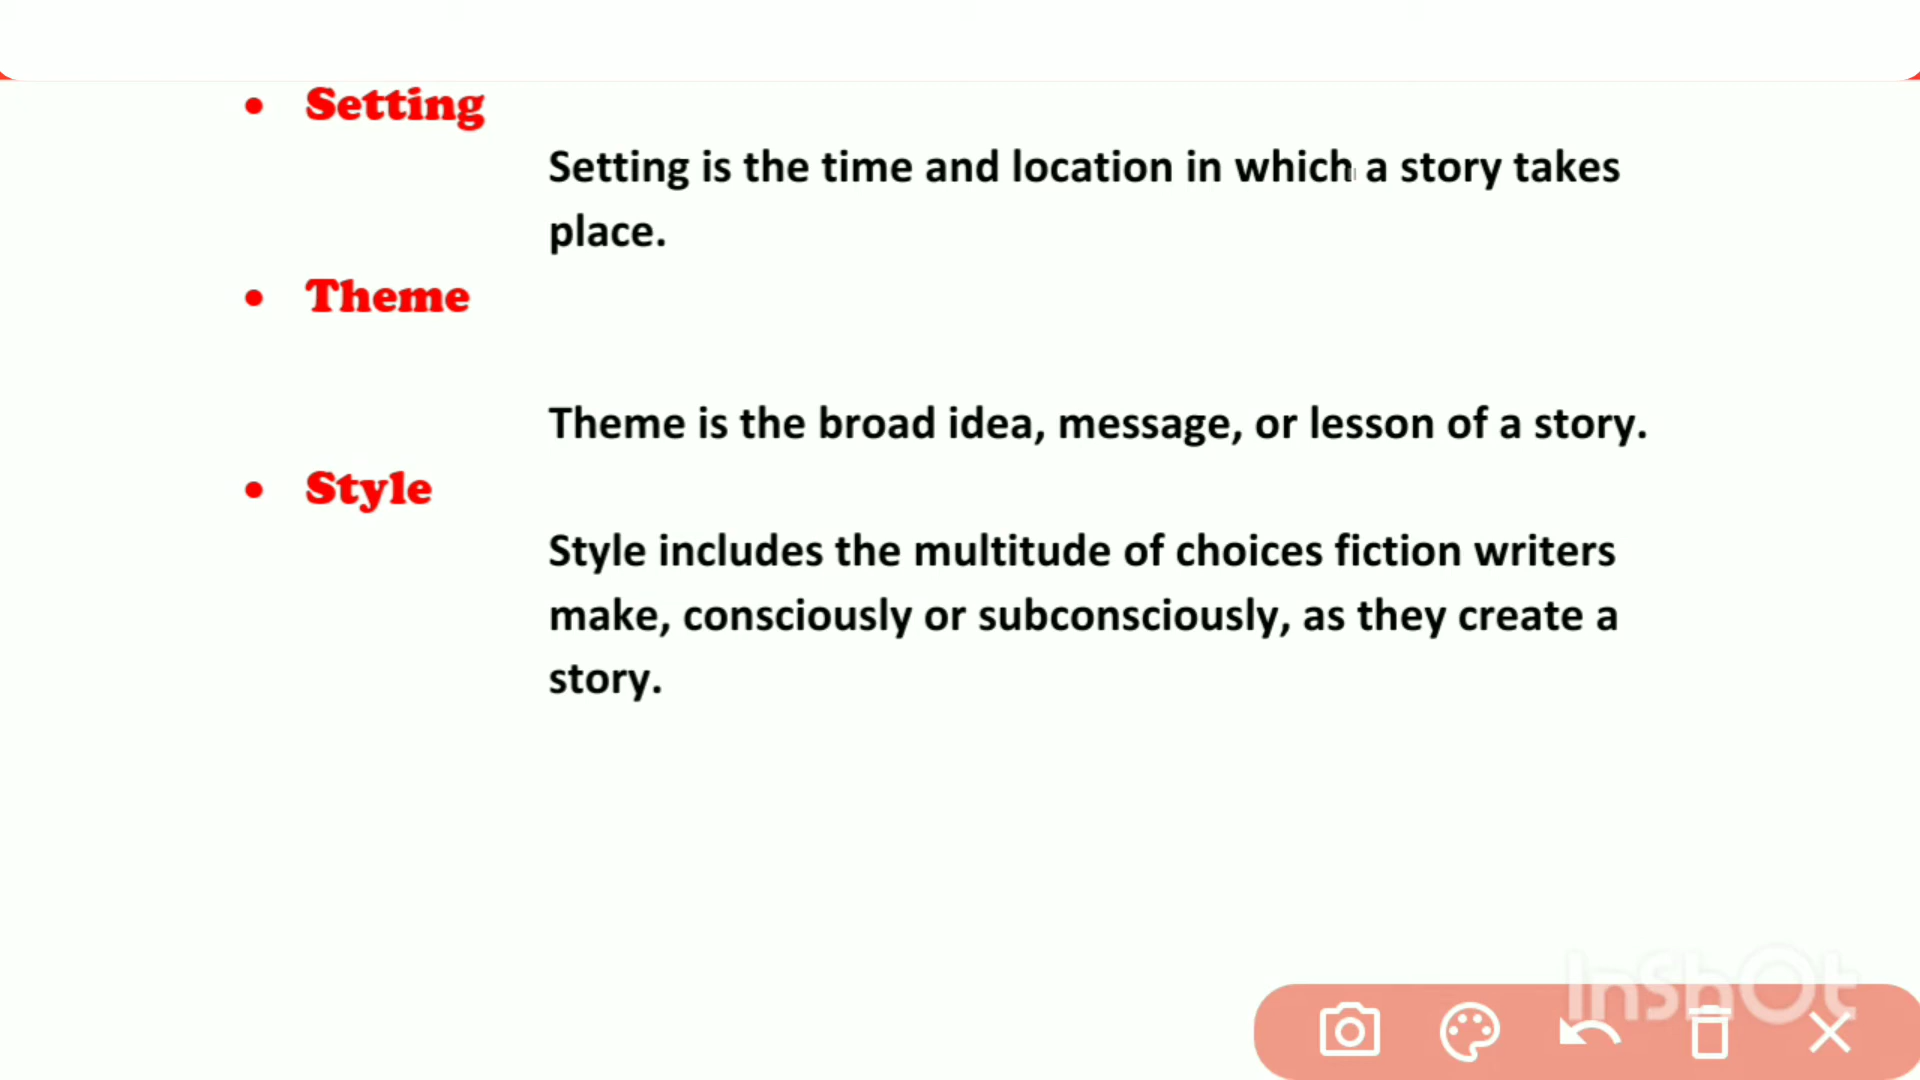 • Setting
Setting is the time and location in which a story takes
place.
• Theme
Theme is the broad idea, message, or lesson of a story.
• Style
Style includes the multitude of choices fiction writers
make, consciously or subconsciously, as they create a
story.
InShOt